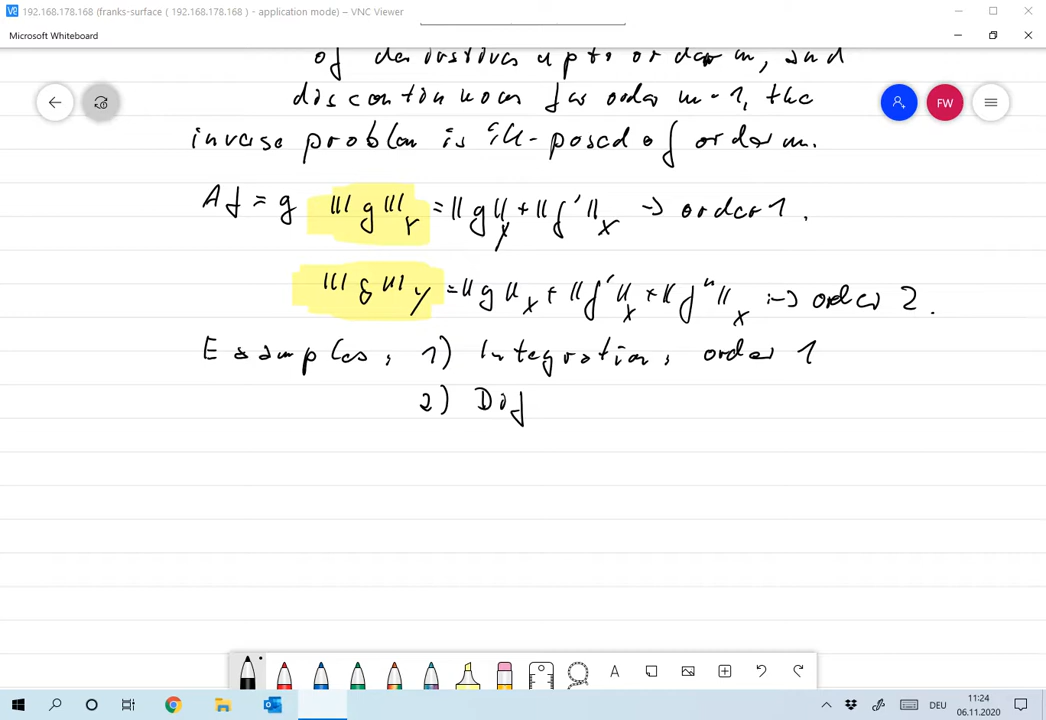 192.168.178.168 (franks-surface ( 192.168.178.168 ) - application mode) – VNC Viewer
Microsoft Whiteboard
of derivatives upto order m, and
discontinuous for order m-1, the
inverse problem is ill-posed of order m.
FW
Af = g |||g|||_Y = ||g||_X + ||g'||_X -> order 1.
|||g|||_Y = ||g||_X + ||g'||_X + ||g''||_X -> order 2.
Examples: 1) Integration: order 1
2) Dif
A
11:24
DEU
06.11.2020